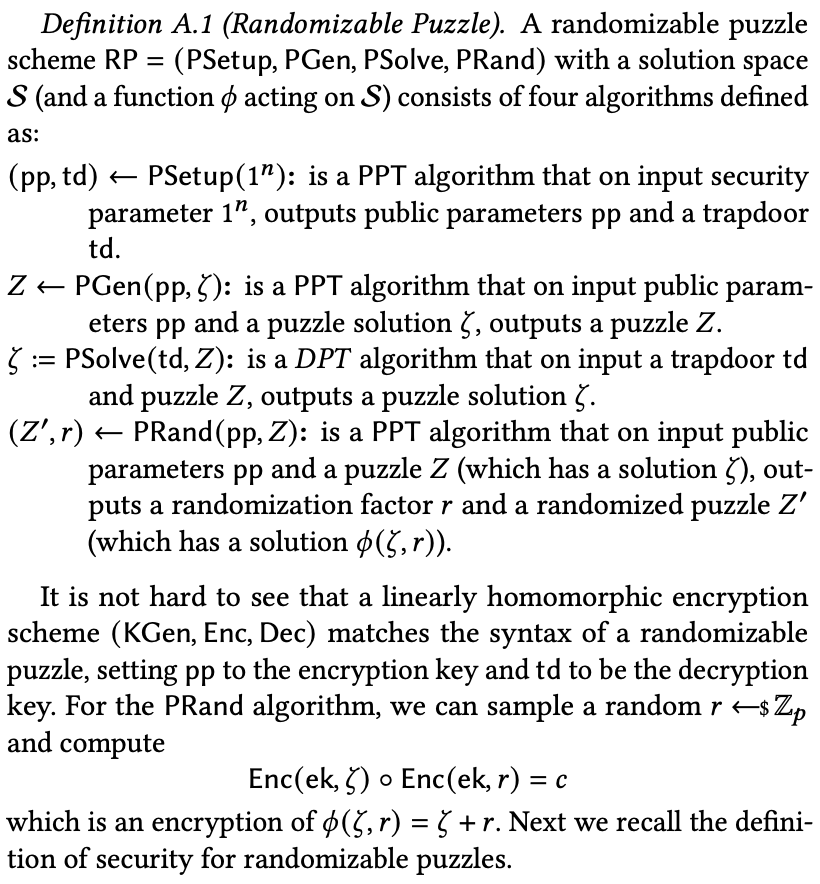 Definition A.1 (Randomizable Puzzle). A randomizable puzzle
scheme RP = (PSetup, PGen, PSolve, PRand) with a solution space
𝒮 (and a function ϕ acting on 𝒮) consists of four algorithms defined
as:
(pp, td) ← PSetup(1ⁿ): is a PPT algorithm that on input security
parameter 1ⁿ, outputs public parameters pp and a trapdoor
td.
Z ← PGen(pp, ζ): is a PPT algorithm that on input public param-
eters pp and a puzzle solution ζ, outputs a puzzle Z.
ζ := PSolve(td, Z): is a DPT algorithm that on input a trapdoor td
and puzzle Z, outputs a puzzle solution ζ.
(Z′, r) ← PRand(pp, Z): is a PPT algorithm that on input public
parameters pp and a puzzle Z (which has a solution ζ), out-
puts a randomization factor r and a randomized puzzle Z′
(which has a solution ϕ(ζ, r)).
It is not hard to see that a linearly homomorphic encryption
scheme (KGen, Enc, Dec) matches the syntax of a randomizable
puzzle, setting pp to the encryption key and td to be the decryption
key. For the PRand algorithm, we can sample a random r ←$ ℤₚ
and compute
Enc(ek, ζ) ∘ Enc(ek, r) = c
which is an encryption of ϕ(ζ, r) = ζ + r. Next we recall the defini-
tion of security for randomizable puzzles.